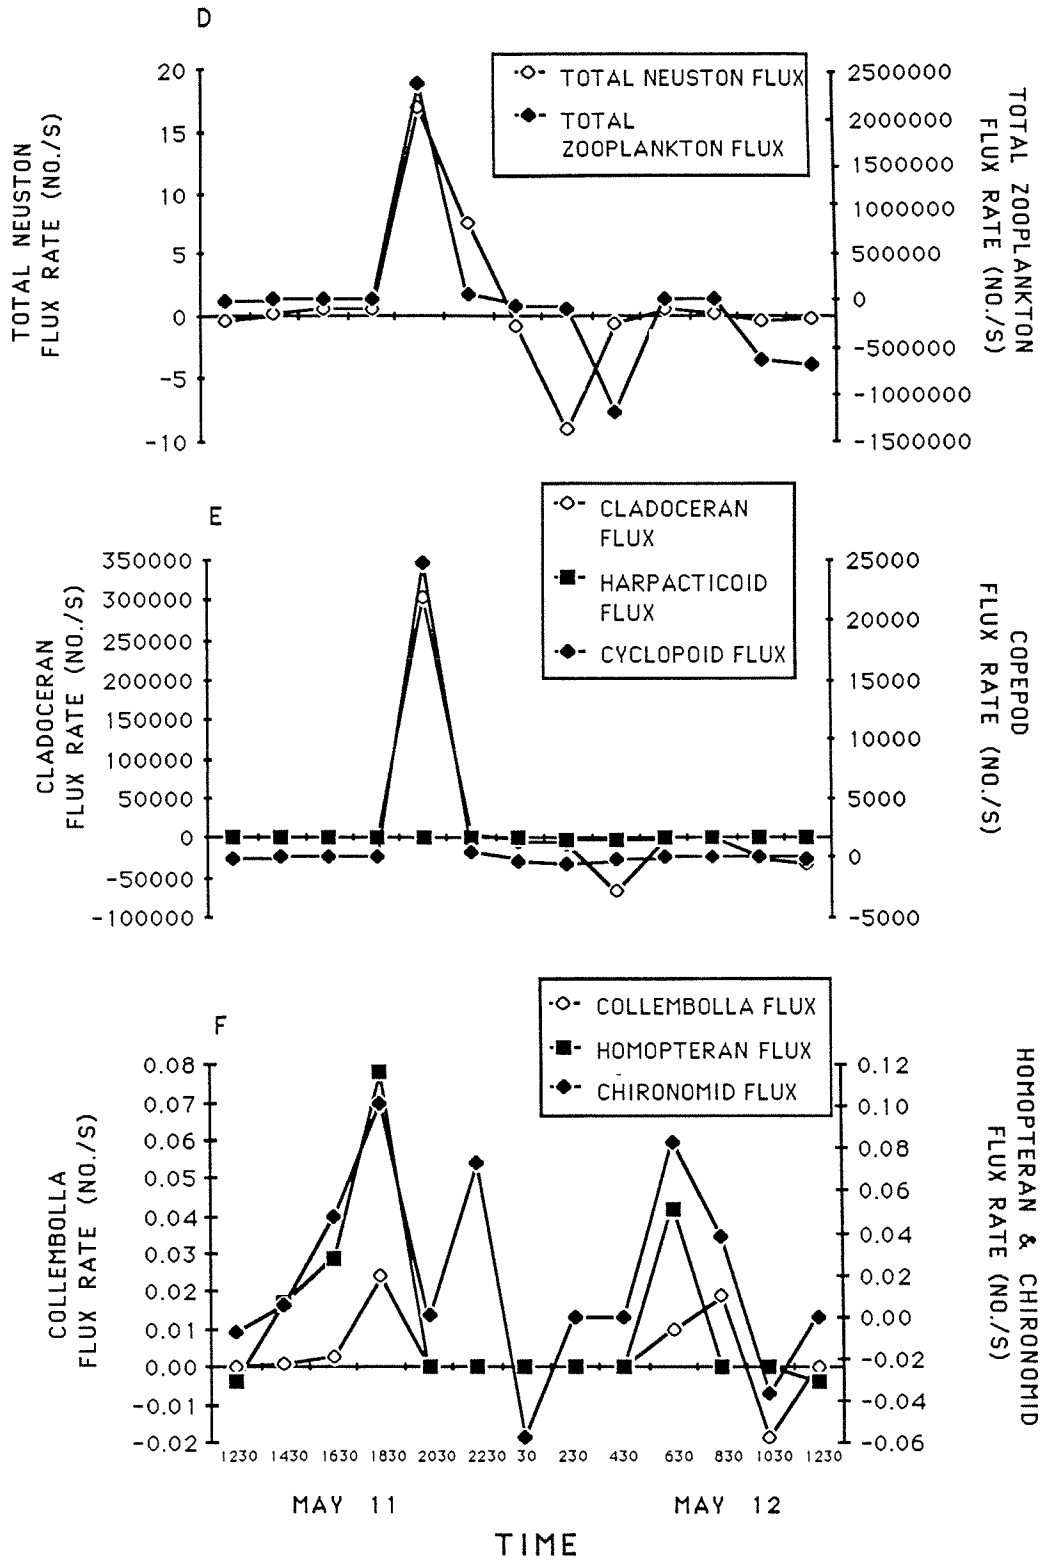 D
TOTAL NEUSTON
FLUX RATE (NO./S)
20
15
10
5
0
-5
-10
TOTAL NEUSTON FLUX
TOTAL
ZOOPLANKTON FLUX
2500000
2000000
1500000
1000000
500000
0
-500000
-1000000
-1500000
TOTAL ZOOPLANKTON
FLUX RATE (NO./S)
E
CLADOCERAN
FLUX RATE (NO./S)
350000
300000
250000
200000
150000
100000
50000
0
-50000
-100000
CLADOCERAN
FLUX
HARPACTICOID
FLUX
CYCLOPOID FLUX
25000
20000
15000
10000
5000
0
-5000
COPEPOD
FLUX RATE (NO./S)
F
COLLEMBOLLA
FLUX RATE (NO./S)
0.08
0.07
0.06
0.05
0.04
0.03
0.02
0.01
0.00
-0.01
-0.02
COLLEMBOLLA FLUX
HOMOPTERAN FLUX
CHIRONOMID FLUX
0.12
0.10
0.08
0.06
0.04
0.02
0.00
-0.02
-0.04
-0.06
HOMOPTERAN & CHIRONOMID
FLUX RATE (NO./S)
1230 1430 1630 1830 2030 2230 30 230 430 630 830 1030 1230
MAY 11 MAY 12
TIME